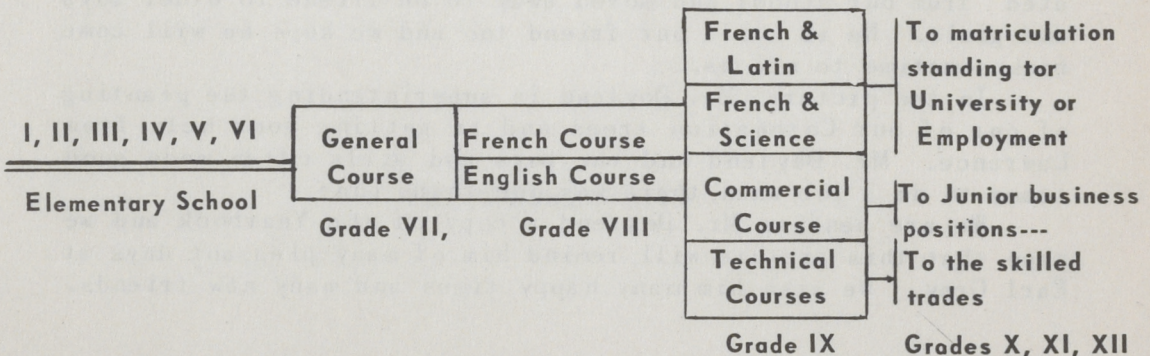 I, II, III, IV, V, VI
Elementary School
General
Course
Grade VII,
French Course
English Course
Grade VIII
French &
Latin
French &
Science
Commercial
Course
Technical
Courses
Grade IX
To matriculation
standing tor
University or
Employment
To Junior business
positions---
To the skilled
trades
Grades X, XI, XII